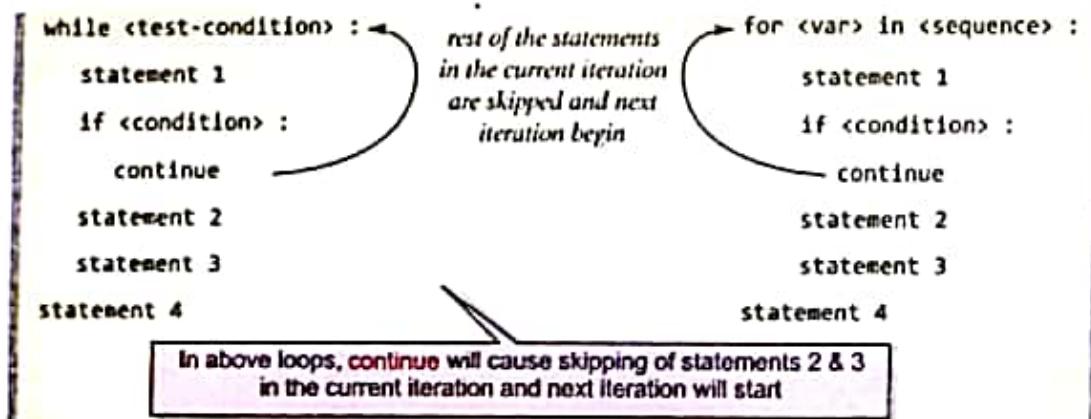 while <test-condition> :
statement 1
if <condition> :
continue
statement 2
statement 3
statement 4
rest of the statements
in the current iteration
are skipped and next
iteration begin
for <var> in <sequence> :
statement 1
if <condition> :
continue
statement 2
statement 3
statement 4
In above loops, continue will cause skipping of statements 2 & 3
in the current iteration and next iteration will start